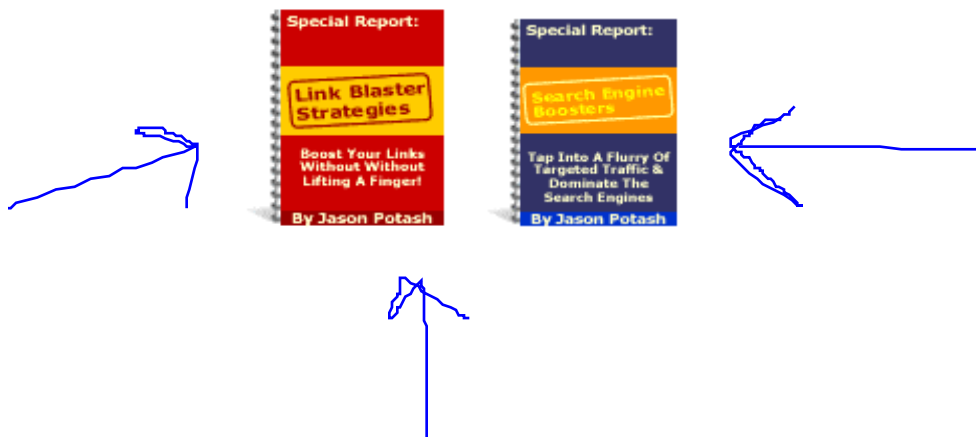 Special Report:
Link Blaster
Strategies
Boost Your Links
Without Without
Lifting A Finger!
By Jason Potash
Special Report:
Search Engine
Boosters
Tap Into A Flurry Of
Targeted Traffic &
Dominate The
Search Engines
By Jason Potash